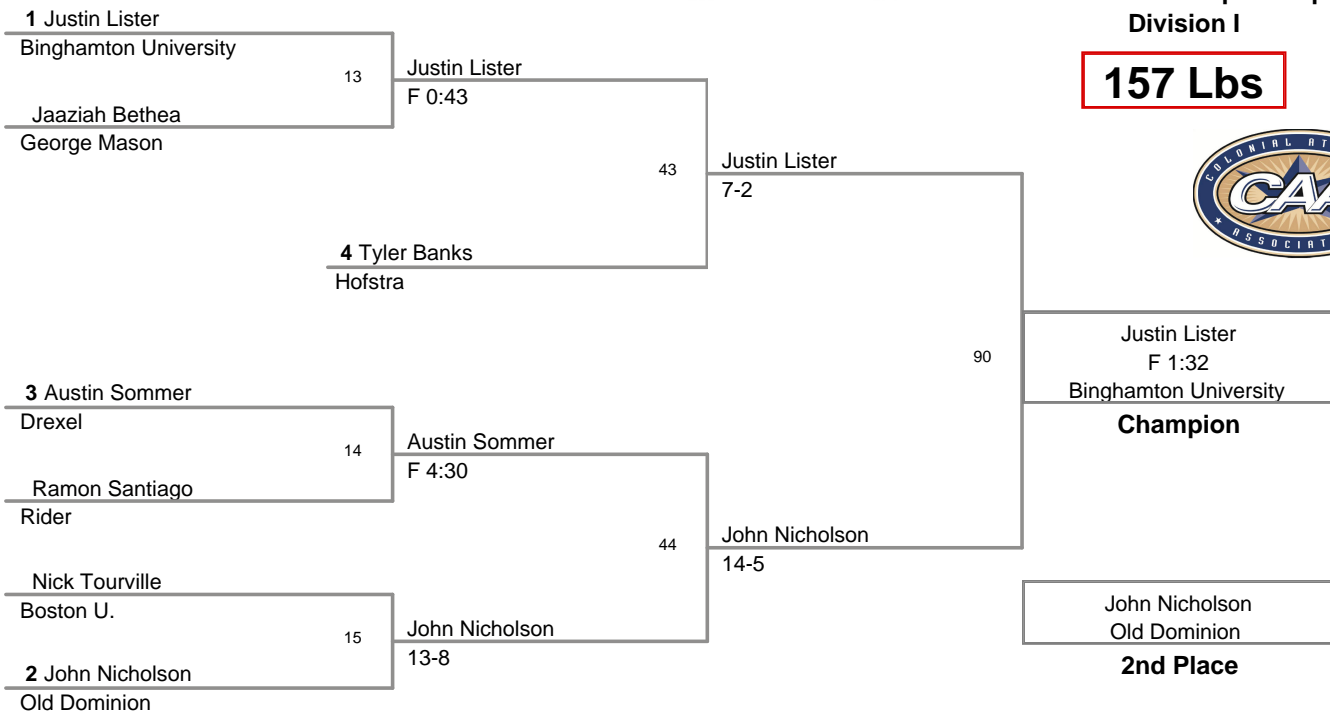 1 Justin Lister
Binghamton University
13
Jaaziah Bethea
George Mason
Justin Lister
F 0:43
43
4 Tyler Banks
Hofstra
Justin Lister
7-2
3 Austin Sommer
Drexel
14
Ramon Santiago
Rider
Austin Sommer
F 4:30
44
Nick Tourville
Boston U.
15
2 John Nicholson
Old Dominion
John Nicholson
13-8
John Nicholson
14-5
90
Division I
157 Lbs
COLONIAL
CAA
Justin Lister
F 1:32
Binghamton University
Champion
John Nicholson
Old Dominion
2nd Place